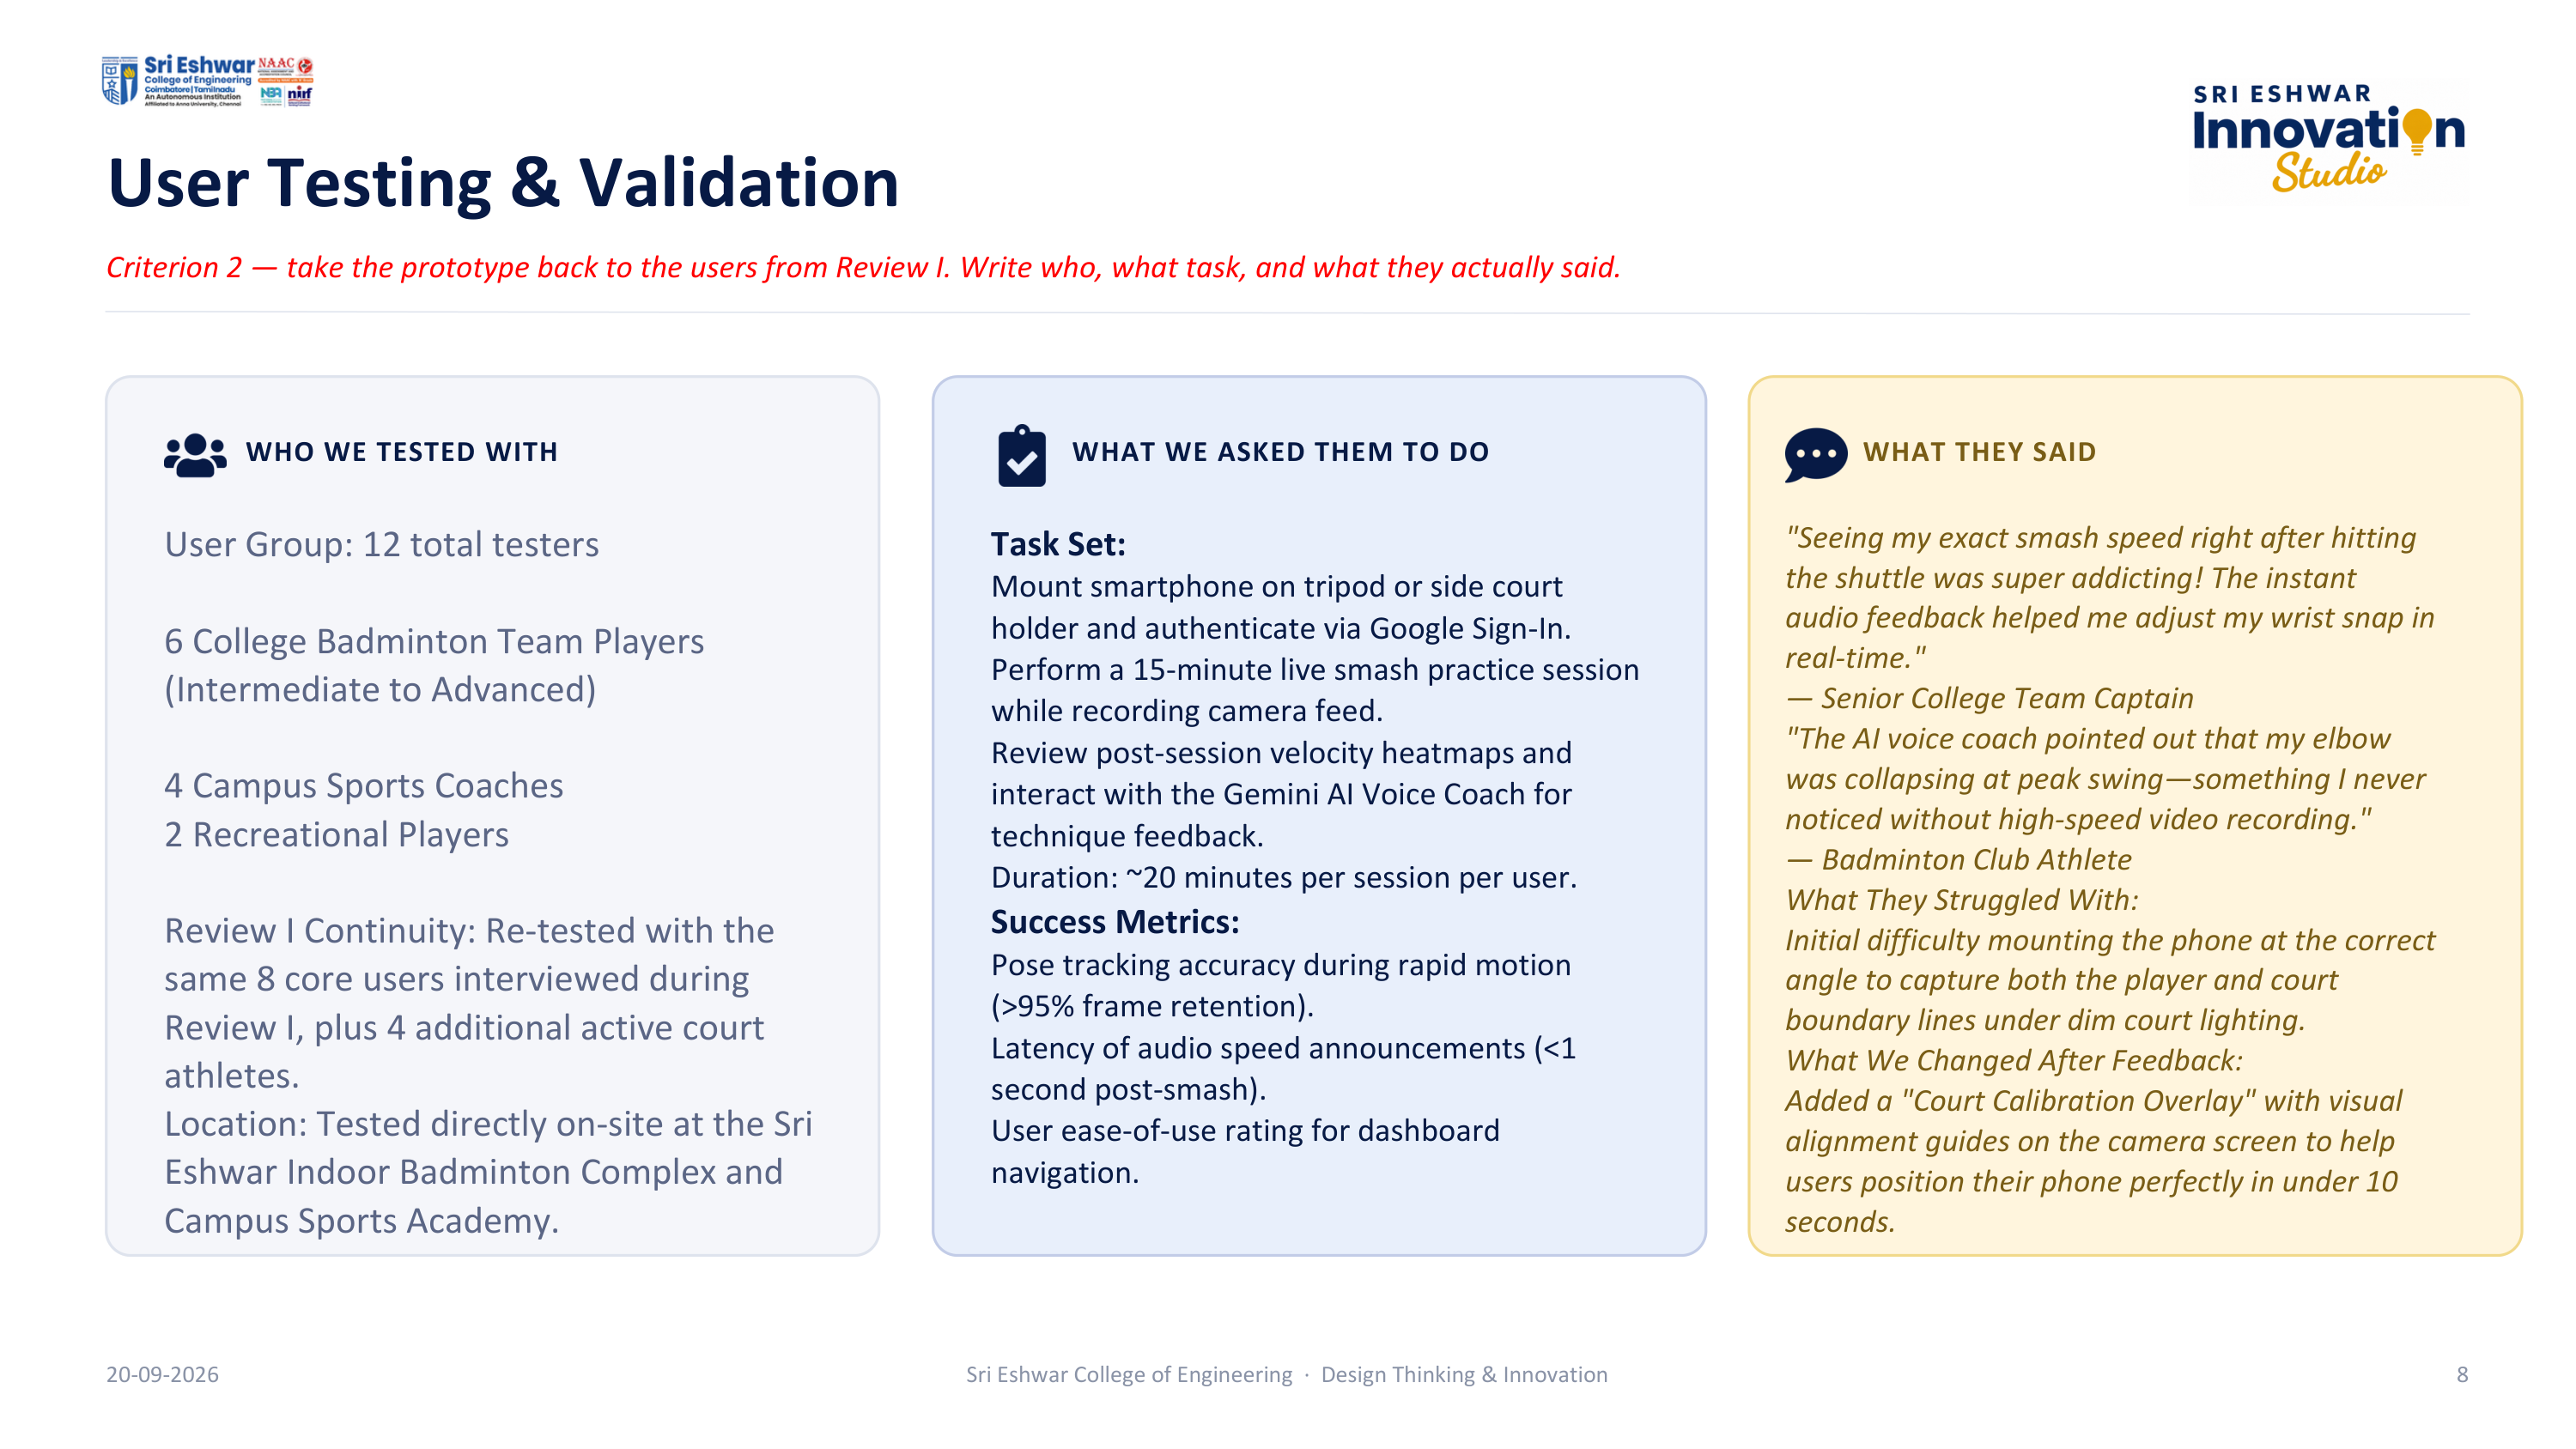 Sri Eshwar
College of Engineering
Coimbatore | Tamilnadu
An Autonomous Institution
Affiliated to Anna University, Chennai
NAAC
NBA
nirf
SRI ESHWAR
Innovation
Studio
User Testing & Validation
Criterion 2 — take the prototype back to the users from Review I. Write who, what task, and what they actually said.
WHO WE TESTED WITH
User Group: 12 total testers
6 College Badminton Team Players
(Intermediate to Advanced)
4 Campus Sports Coaches
2 Recreational Players
Review I Continuity: Re-tested with the
same 8 core users interviewed during
Review I, plus 4 additional active court
athletes.
Location: Tested directly on-site at the Sri
Eshwar Indoor Badminton Complex and
Campus Sports Academy.
WHAT WE ASKED THEM TO DO
Task Set:
Mount smartphone on tripod or side court
holder and authenticate via Google Sign-In.
Perform a 15-minute live smash practice session
while recording camera feed.
Review post-session velocity heatmaps and
interact with the Gemini AI Voice Coach for
technique feedback.
Duration: ~20 minutes per session per user.
Success Metrics:
Pose tracking accuracy during rapid motion
(>95% frame retention).
Latency of audio speed announcements (<1
second post-smash).
User ease-of-use rating for dashboard
navigation.
WHAT THEY SAID
"Seeing my exact smash speed right after hitting
the shuttle was super addicting! The instant
audio feedback helped me adjust my wrist snap in
real-time."
— Senior College Team Captain
"The AI voice coach pointed out that my elbow
was collapsing at peak swing—something I never
noticed without high-speed video recording."
— Badminton Club Athlete
What They Struggled With:
Initial difficulty mounting the phone at the correct
angle to capture both the player and court
boundary lines under dim court lighting.
What We Changed After Feedback:
Added a "Court Calibration Overlay" with visual
alignment guides on the camera screen to help
users position their phone perfectly in under 10
seconds.
20-09-2026
Sri Eshwar College of Engineering · Design Thinking & Innovation
8